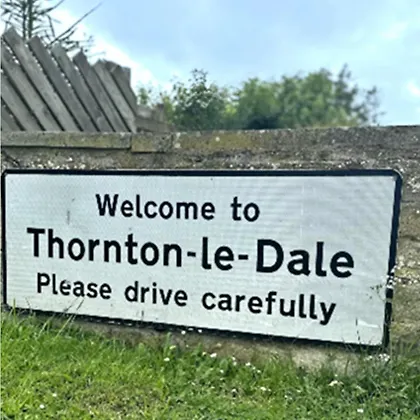 Welcome to
Thornton-le-Dale
Please drive carefully